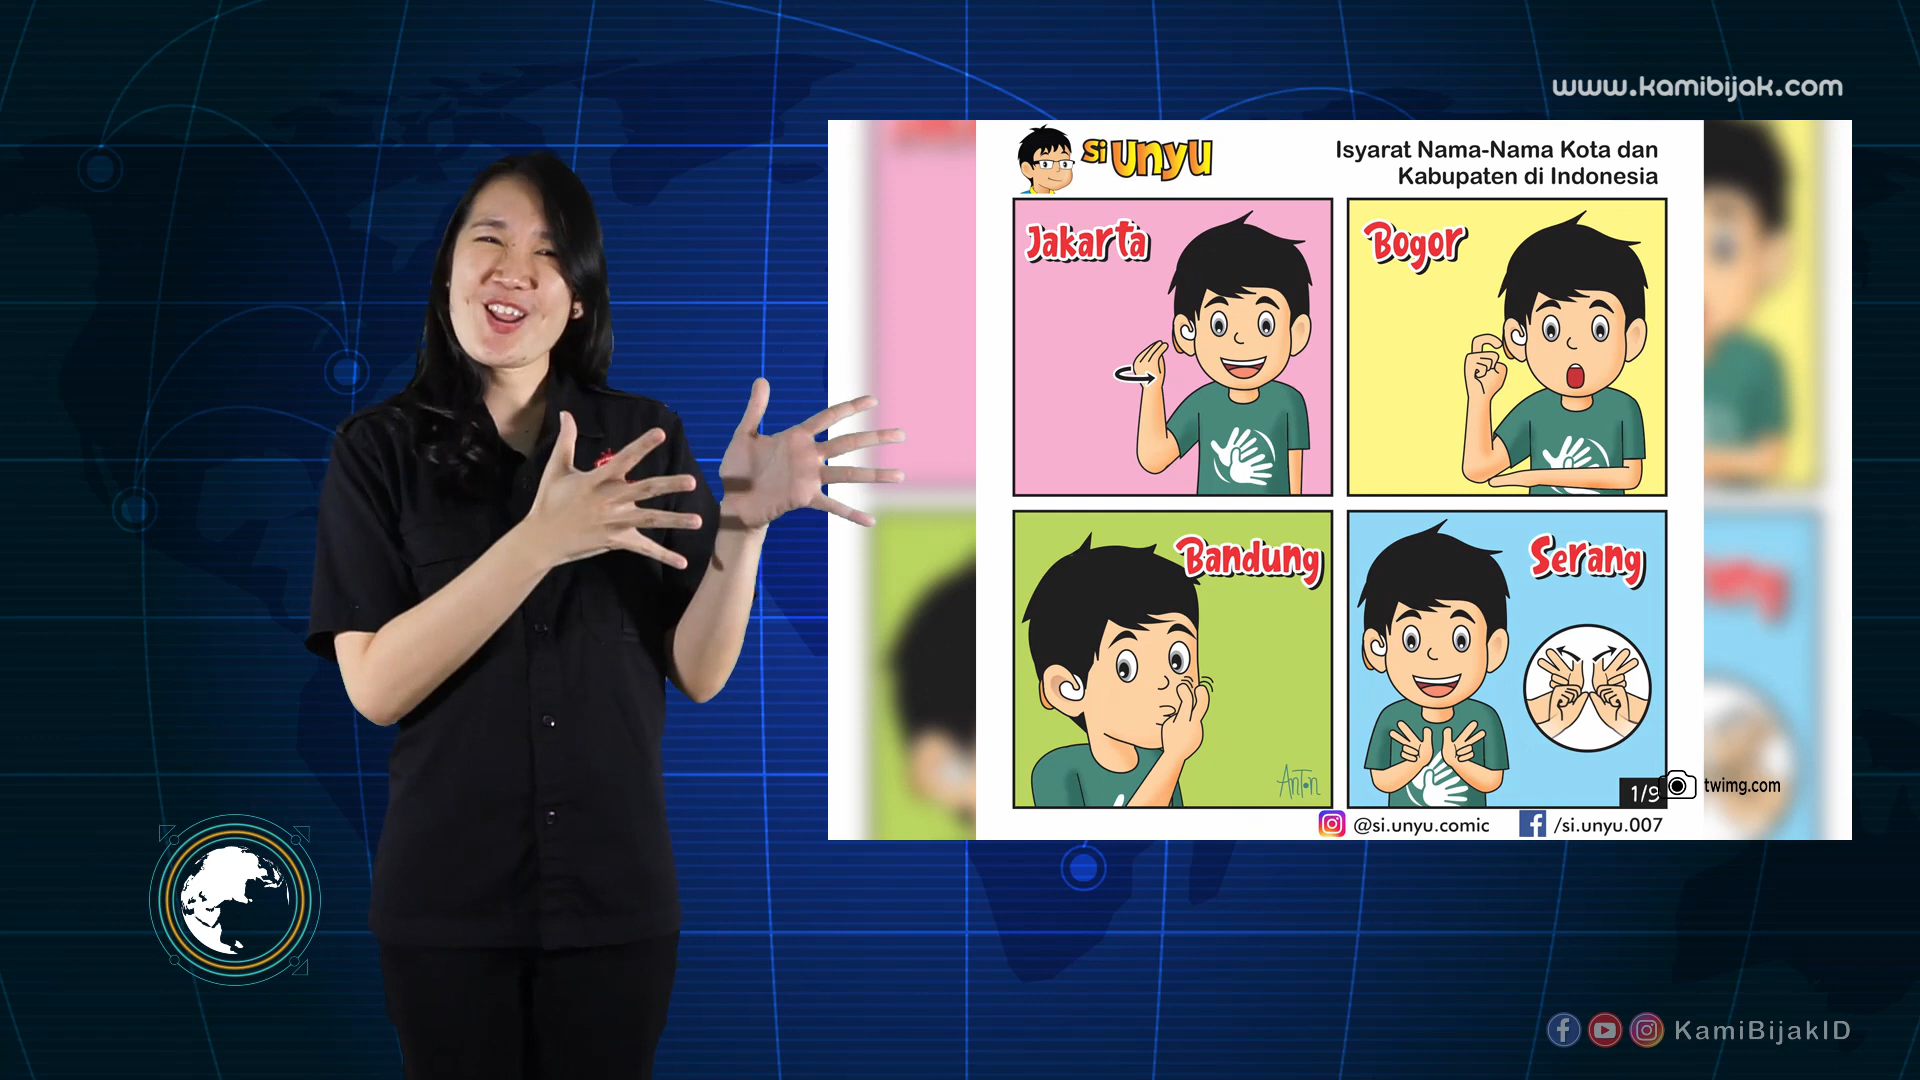 www.kamibijak.com
Si Unyu
Isyarat Nama-Nama Kota dan
Kabupaten di Indonesia
Jakarta
Bogor
Bandung
Serang
Anton
1/9
twimg.com
@si.unyu.comic
/si.unyu.007
KamiBijakID